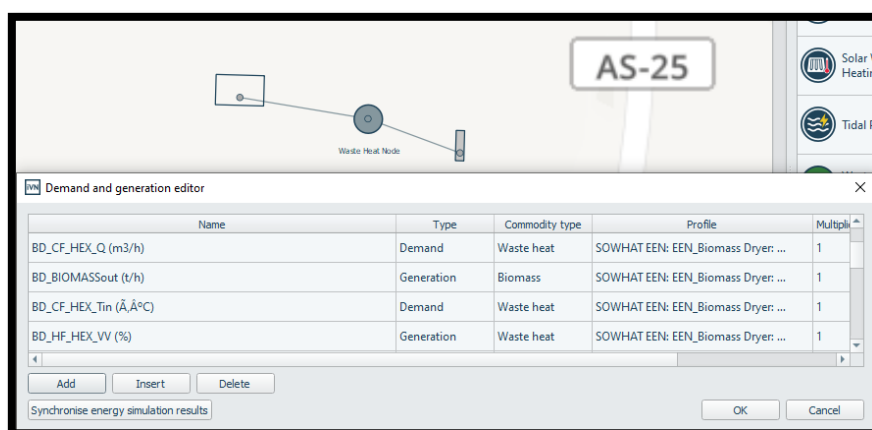 AS-25
Solar
Tidal
Waste Heat Node
IVN Demand and generation editor
Name Type Commodity type Profile
BD_CF_HEX_Q (m3/h) Demand Waste heat SOWHAT EEN: EEN_Biomass Dryer: ... 1
BD_BIOMASSout (t/h) Generation Biomass SOWHAT EEN: EEN_Biomass Dryer: ... 1
BD_CF_HEX_Tin (Ã,ÂºC) Demand Waste heat SOWHAT EEN: EEN_Biomass Dryer: ... 1
BD_HF_HEX_VV (%) Generation Waste heat SOWHAT EEN: EEN_Biomass Dryer: ... 1
Add Insert Delete
Synchronise energy simulation results OK Cancel